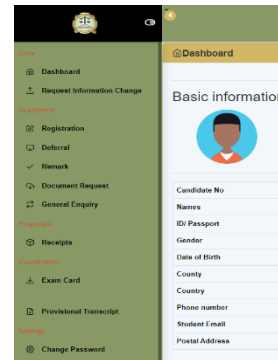 Core
Dashboard
Request Information Change
Academics
Registration
Deferral
Remark
Document Request
General Enquiry
Financials
Receipts
Examination
Exam Card
Provisional Transcript
Settings
Change Password
Dashboard
Basic information
Candidate No
Names
ID/ Passport
Gender
Date of Birth
County
Country
Phone number
Student Email
Postal Address